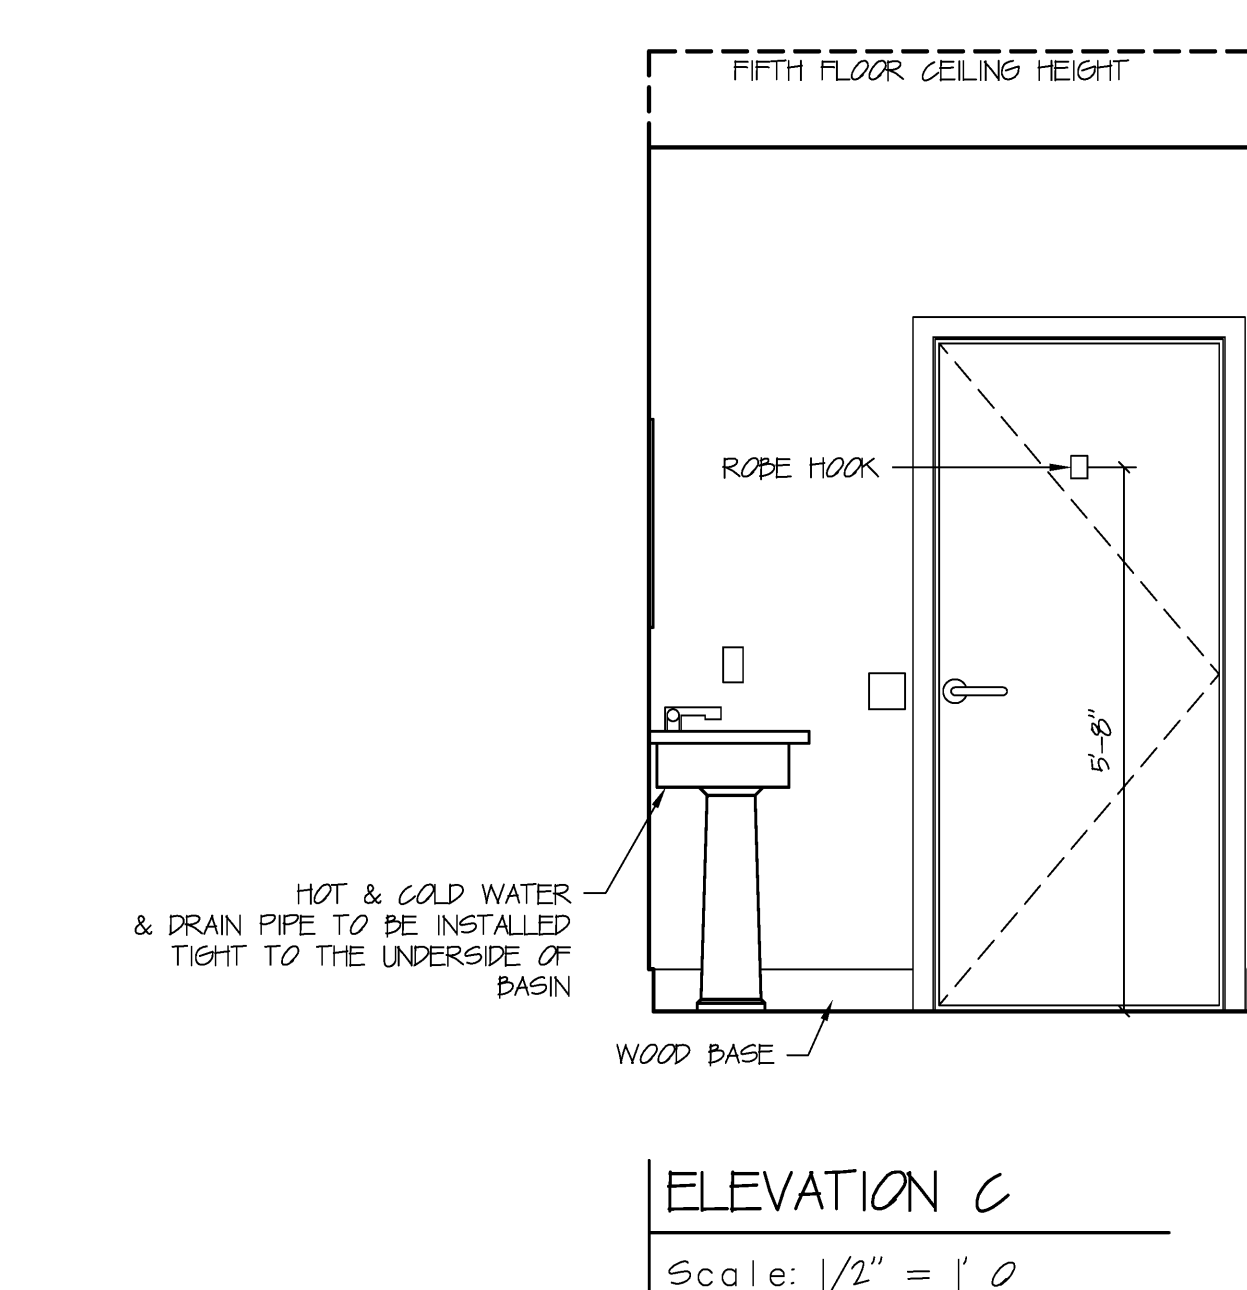 FIFTH FLOOR CEILING HEIGHT
ROBE HOOK
5'-8"
HOT & COLD WATER
& DRAIN PIPE TO BE INSTALLED
TIGHT TO THE UNDERSIDE OF
BASIN
WOOD BASE
ELEVATION C
Scale: 1/2" = 1' 0